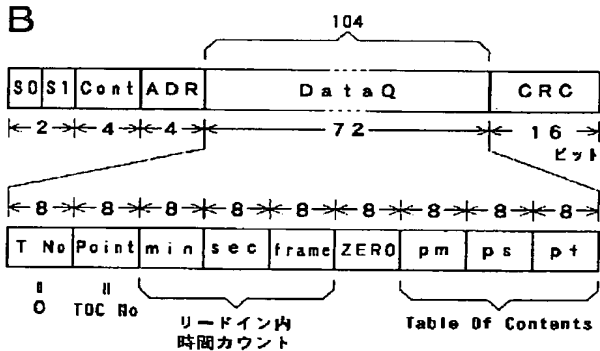 B
104
S0 S1 Cont ADR DataQ CRC
2 4 4 72 16
ビット
8 8 8 8 8 8 8 8 8
T No Point min sec frame ZERO pm ps pf
= =
0 TOC No
リードイン内
時間カウント
Table Of Contents